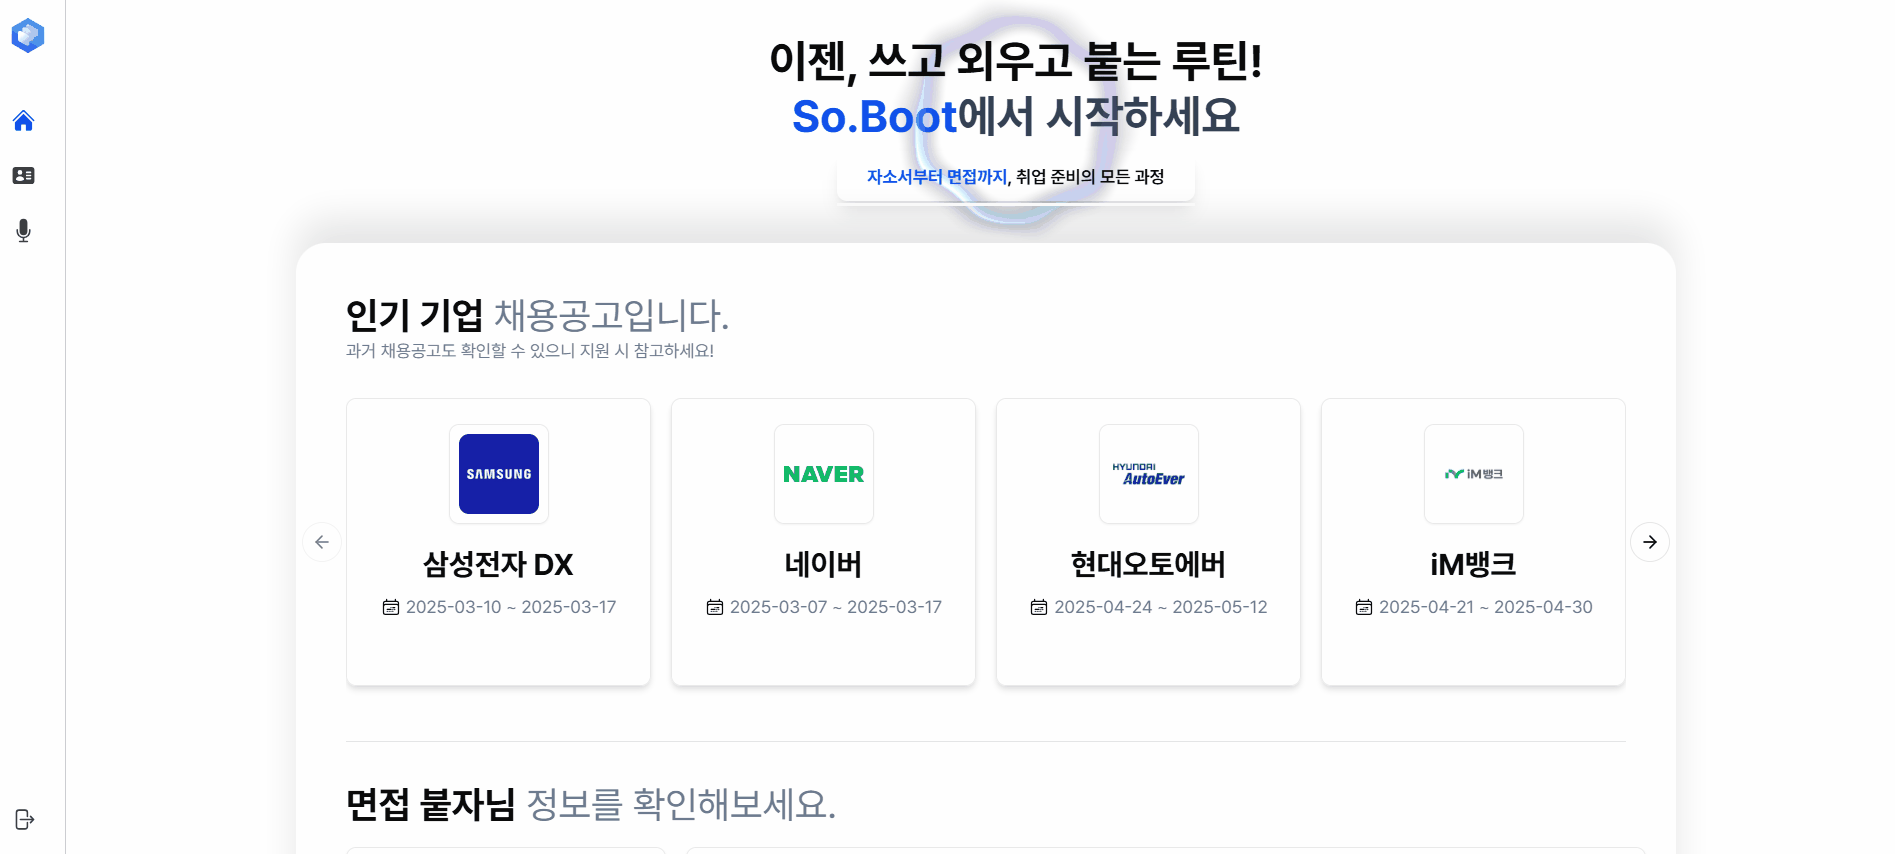 이젠, 쓰고 외우고 붙는 루틴!
So.Boot에서 시작하세요
자소서부터 면접까지, 취업 준비의 모든 과정
인기 기업 채용공고입니다.
과거 채용공고도 확인할 수 있으니 지원 시 참고하세요!
SAMSUNG
삼성전자 DX
2025-03-10 ~ 2025-03-17
NAVER
네이버
2025-03-07 ~ 2025-03-17
HYUNDAI
AutoEver
현대오토에버
2025-04-24 ~ 2025-05-12
iM뱅크
iM뱅크
2025-04-21 ~ 2025-04-30
면접 붙자님 정보를 확인해보세요.